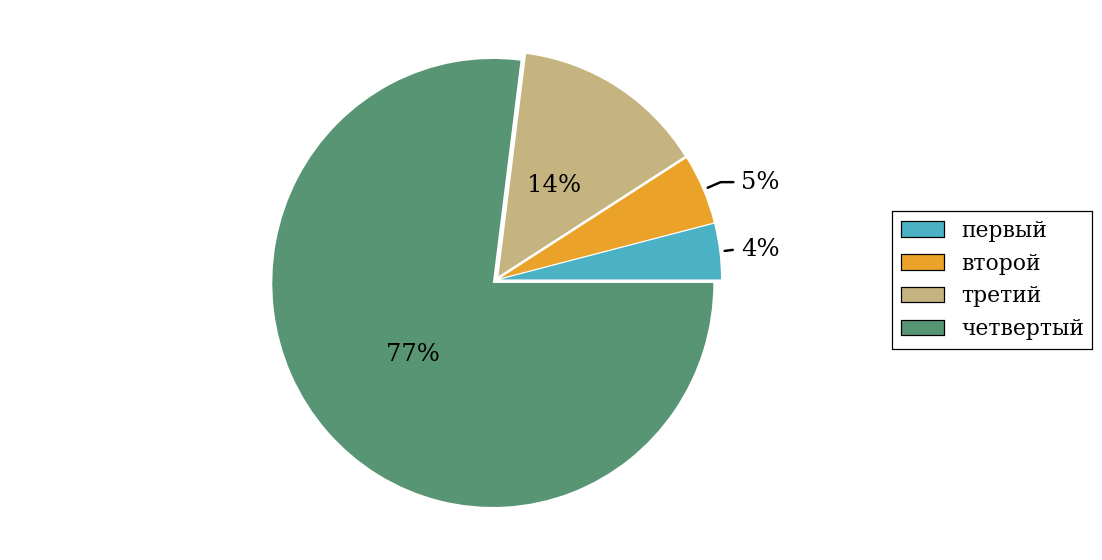 5%
14%
4%
77%
первый
второй
третий
четвертый